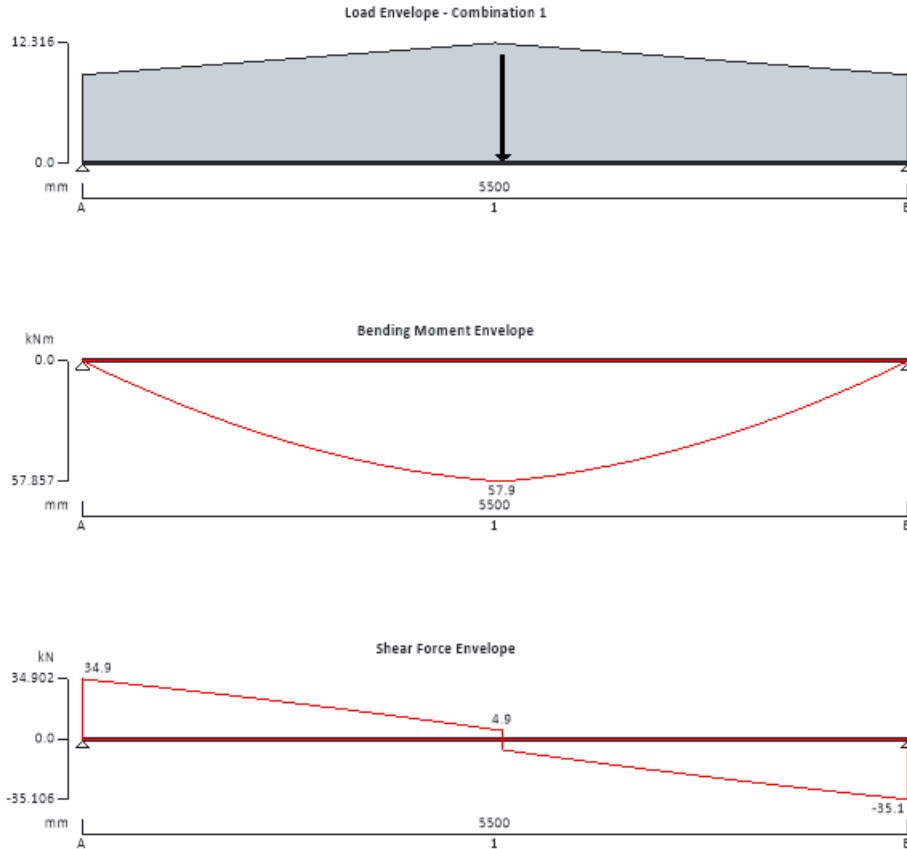 Load Envelope - Combination 1
12.316
0.0
mm
5500
A
1
B
Bending Moment Envelope
kNm
0.0
57.857
57.9
mm
5500
A
1
B
Shear Force Envelope
kN
34.902
34.9
4.9
0.0
-35.106
-35.1
mm
5500
A
1
B